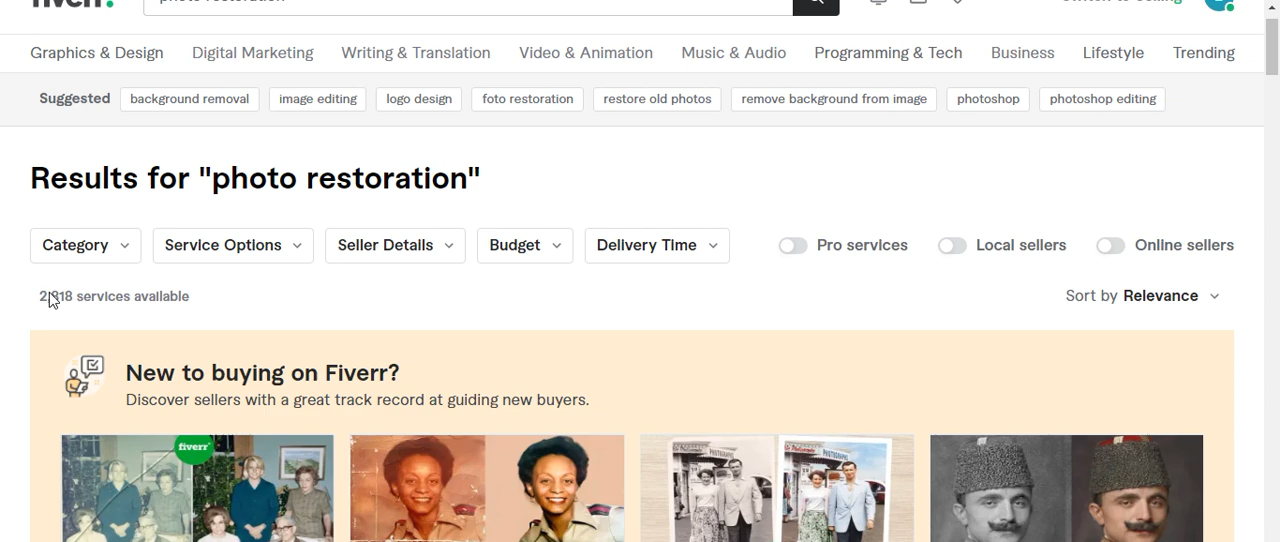 fiverr.
photo restoration
Graphics & Design Digital Marketing Writing & Translation Video & Animation Music & Audio Programming & Tech Business Lifestyle Trending
Suggested background removal image editing logo design foto restoration restore old photos remove background from image photoshop photoshop editing
Results for "photo restoration"
Category Service Options Seller Details Budget Delivery Time Pro services Local sellers Online sellers
services available Sort by Relevance
New to buying on Fiverr?
Discover sellers with a great track record at guiding new buyers.
fiverr